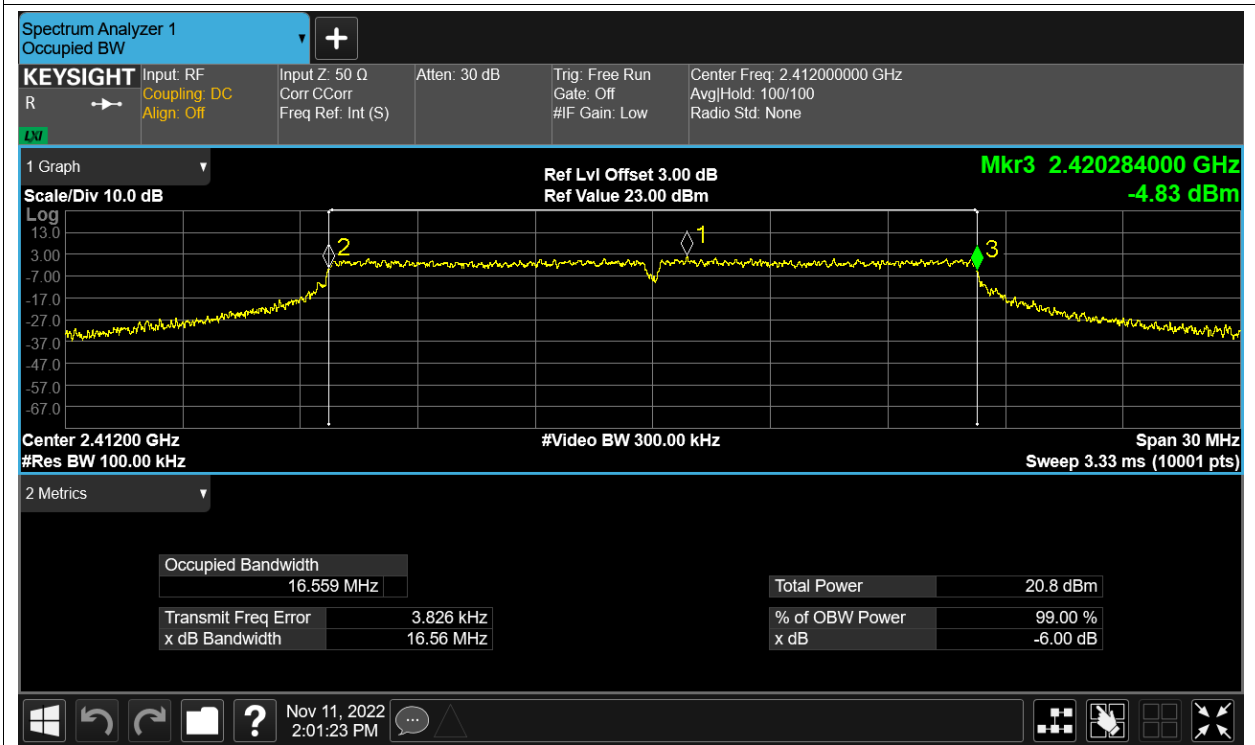 Spectrum Analyzer 1
Occupied BW
KEYSIGHT Input: RF Input Z: 50 Ω Atten: 30 dB Trig: Free Run Center Freq: 2.412000000 GHz
R Coupling: DC Corr CCorr Gate: Off Avg|Hold: 100/100
Align: Off Freq Ref: Int (S) #IF Gain: Low Radio Std: None
LXI
1 Graph Ref Lvl Offset 3.00 dB Mkr3 2.420284000 GHz
Scale/Div 10.0 dB Ref Value 23.00 dBm -4.83 dBm
Log
13.0
1
2
3
3.00
-7.00
-17.0
-27.0
-37.0
-47.0
-57.0
-67.0
Center 2.41200 GHz #Video BW 300.00 kHz Span 30 MHz
#Res BW 100.00 kHz Sweep 3.33 ms (10001 pts)
2 Metrics
Occupied Bandwidth
16.559 MHz Total Power 20.8 dBm
Transmit Freq Error 3.826 kHz % of OBW Power 99.00 %
x dB Bandwidth 16.56 MHz x dB -6.00 dB
? Nov 11, 2022
2:01:23 PM